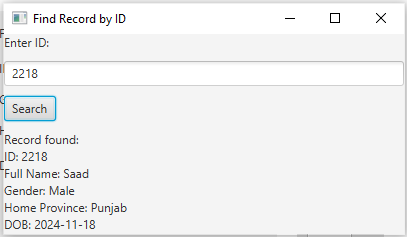 Find Record by ID
Enter ID:
2218
Search
Record found:
ID: 2218
Full Name: Saad
Gender: Male
Home Province: Punjab
DOB: 2024-11-18